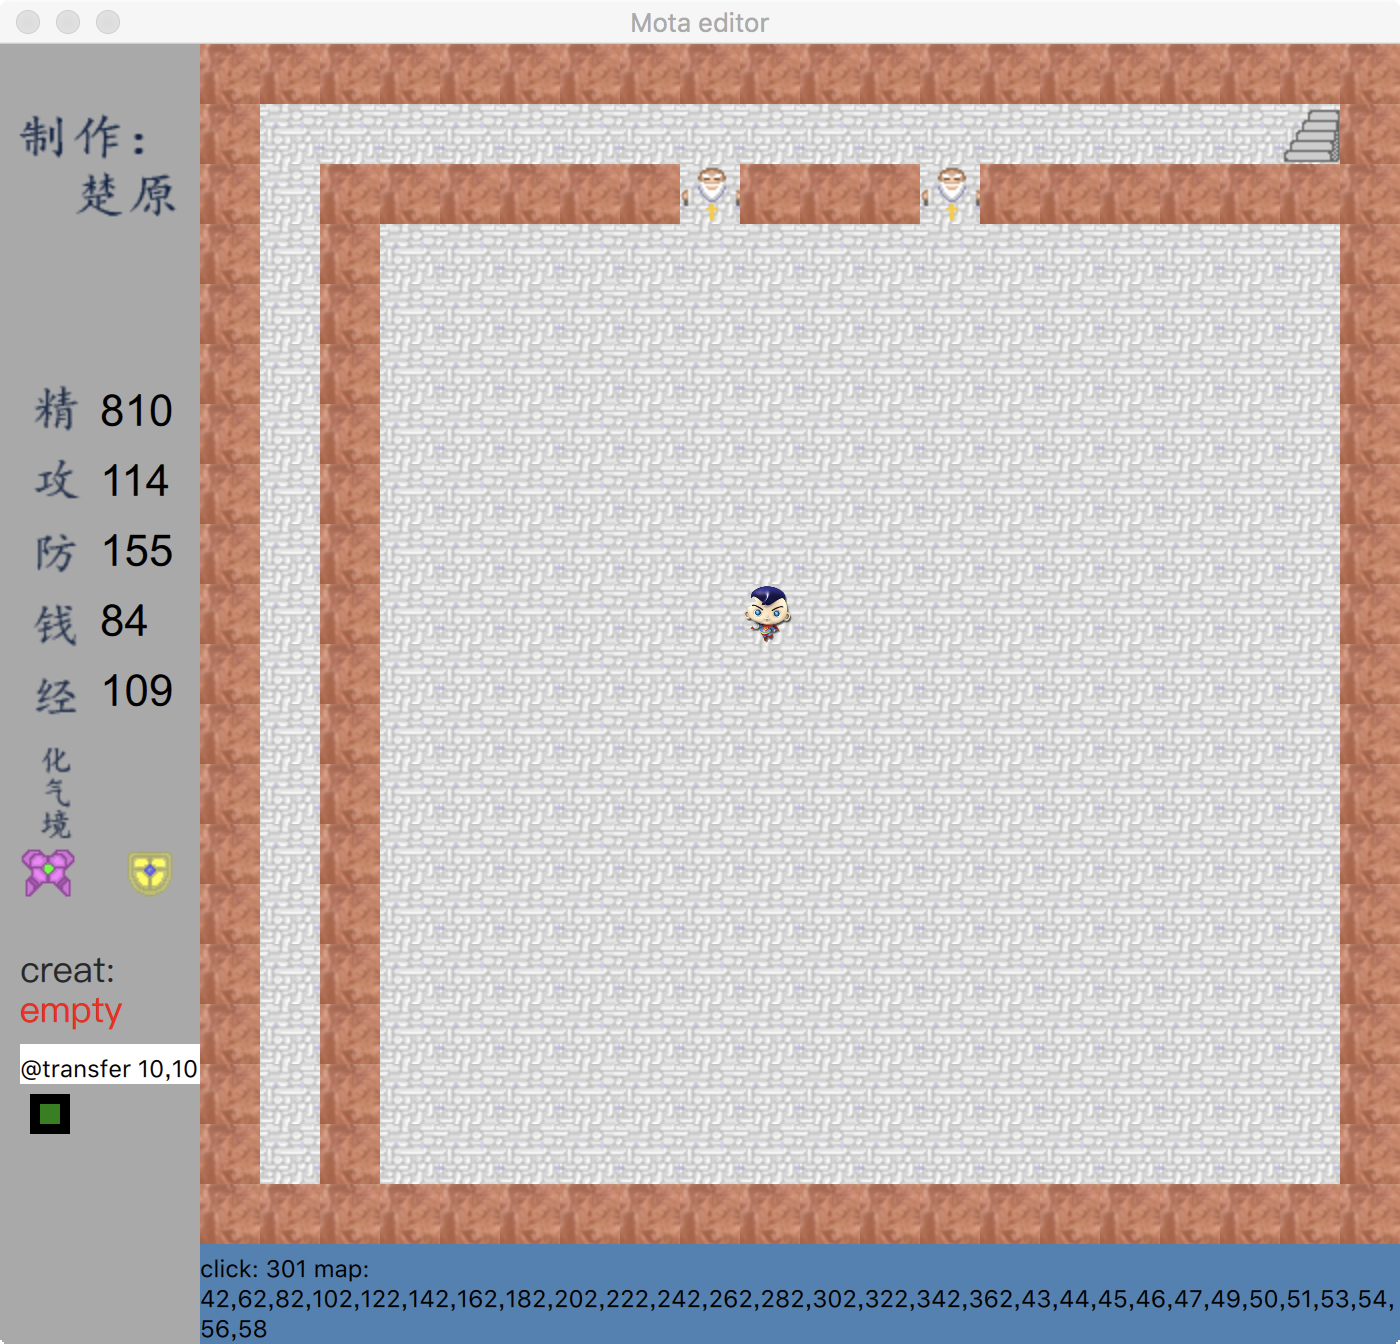 Mota editor
制作：
楚原
精 810
攻 114
防 155
钱 84
经 109
化
气
境
creat:
empty
@transfer 10,10
click: 301 map:
42,62,82,102,122,142,162,182,202,222,242,262,282,302,322,342,362,43,44,45,46,47,49,50,51,53,54,
56,58